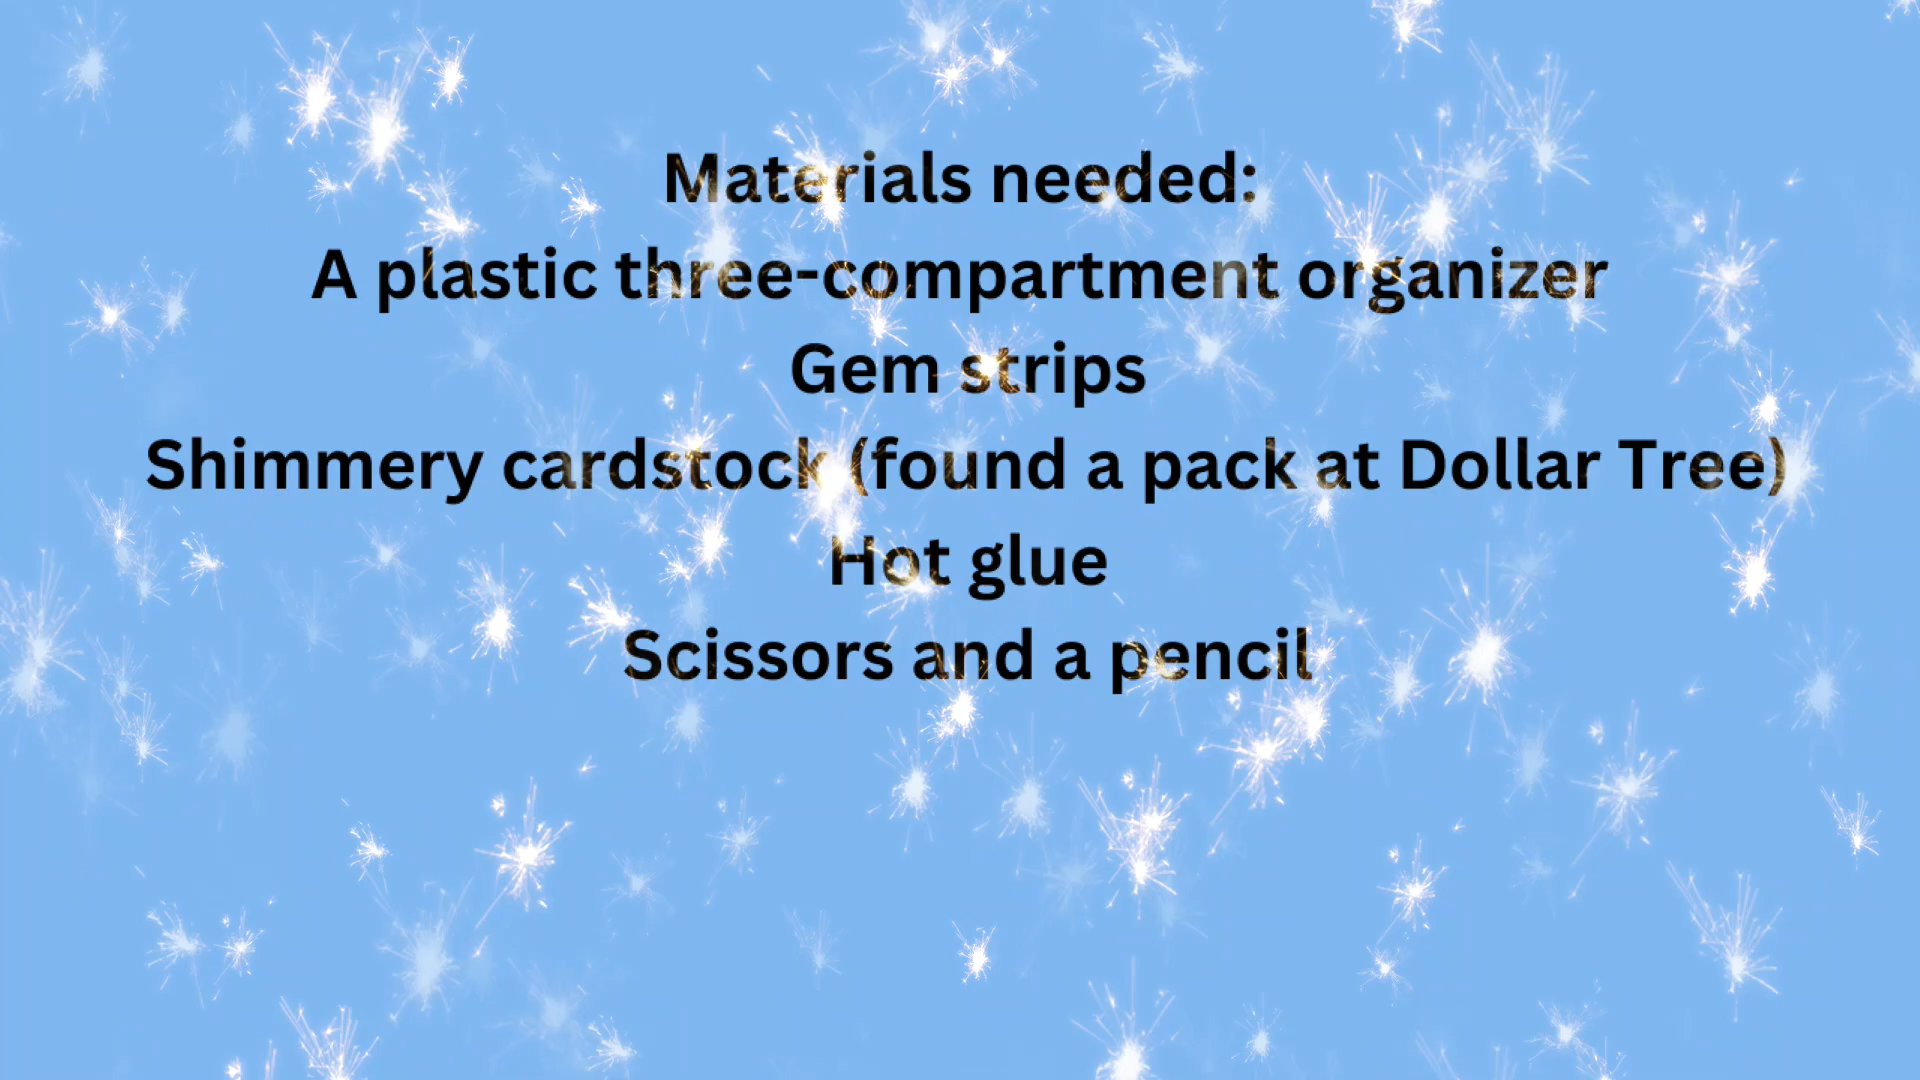 Materials needed:
A plastic three-compartment organizer
Gem strips
Shimmery cardstock (found a pack at Dollar Tree)
Hot glue
Scissors and a pencil